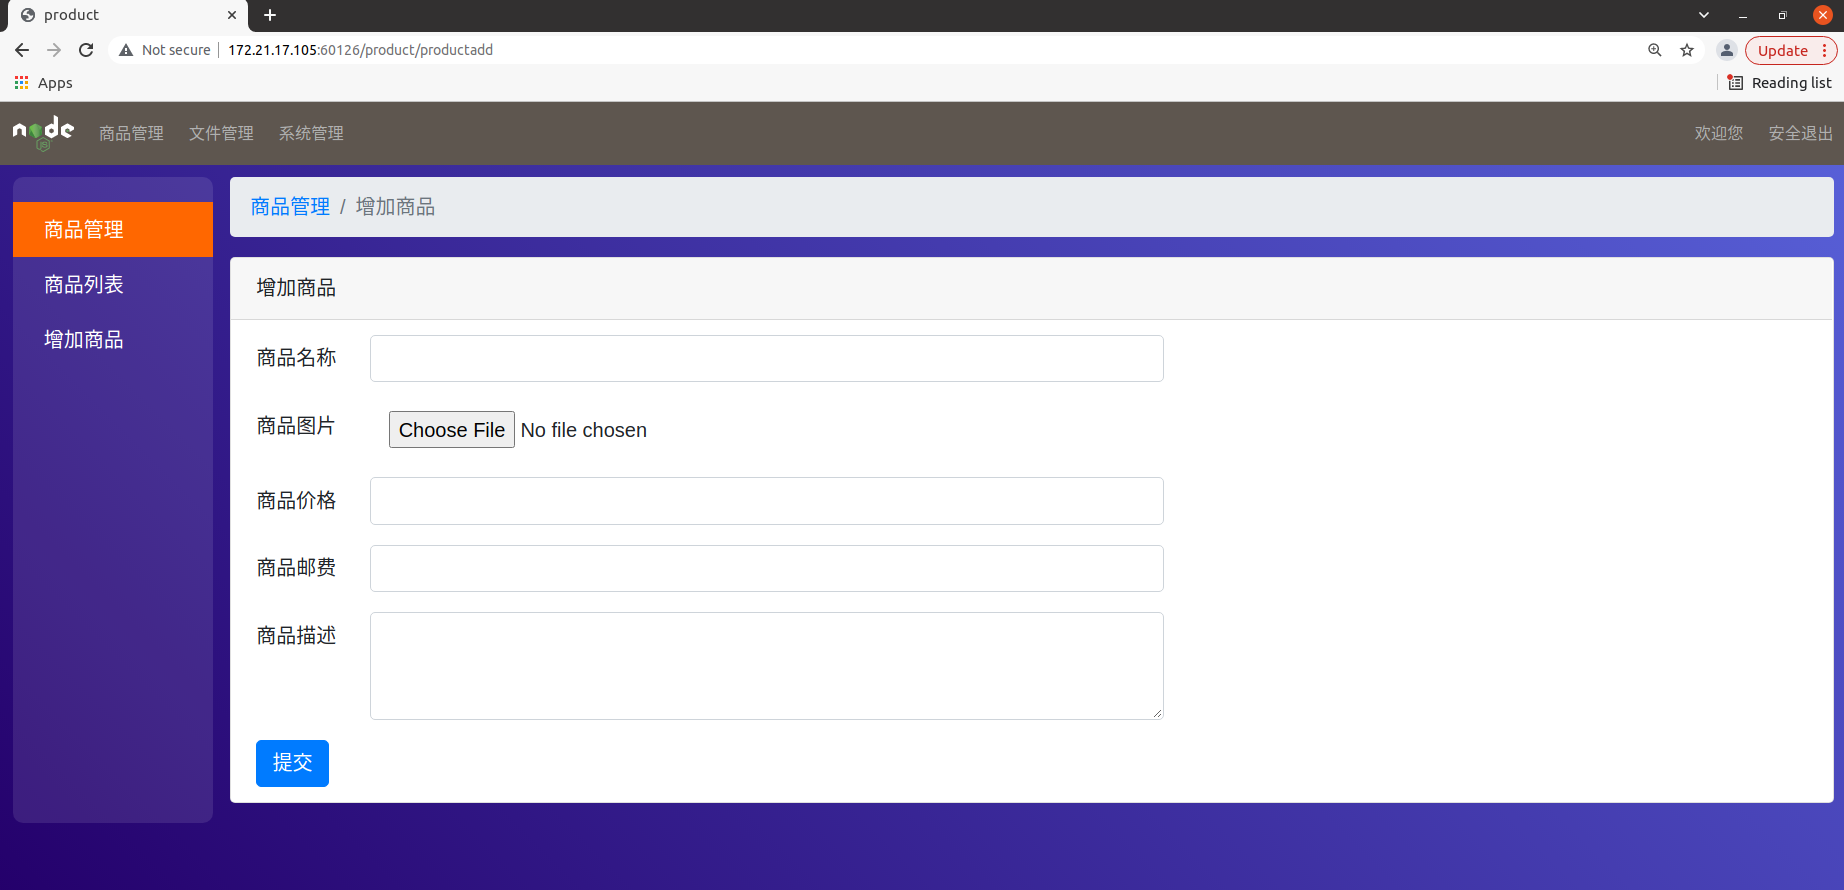 product
Not secure 172.21.17.105:60126/product/productadd
Update
Apps
Reading list
node
JS
商品管理 文件管理 系统管理
欢迎您 安全退出
商品管理
商品列表
增加商品
商品管理 / 增加商品
增加商品
商品名称
商品图片 Choose File No file chosen
商品价格
商品邮费
商品描述
提交